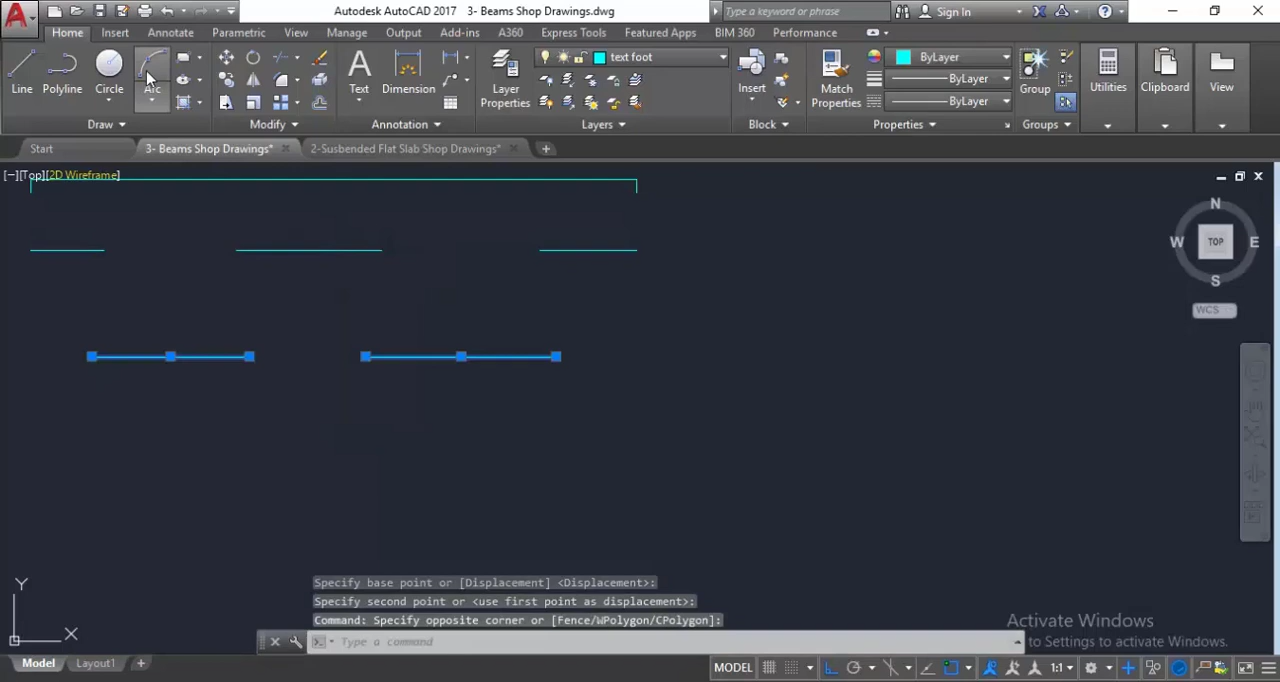 Autodesk AutoCAD 2017 3- Beams Shop Drawings.dwg
Type a keyword or phrase
Sign In
Home Insert Annotate Parametric View Manage Output Add-ins A360 Express Tools Featured Apps BIM 360 Performance
text foot
ByLayer
Line Polyline Circle Arc
Text Dimension
Layer
Properties
Insert
Match
Properties
ByLayer
ByLayer
Group
Utilities Clipboard View
Draw Modify Annotation Layers Block Properties Groups
Start 3- Beams Shop Drawings* 2-Susbended Flat Slab Shop Drawings*
[−][Top][2D Wireframe]
N
W TOP E
S
WCS
Specify base point or [Displacement] <Displacement>:
Specify second point or <use first point as displacement>:
Command: Specify opposite corner or [Fence/WPolygon/CPolygon]:
Type a command
Y
X
Activate Windows
to Settings to activate Windows.
Model Layout1
MODEL 1:1